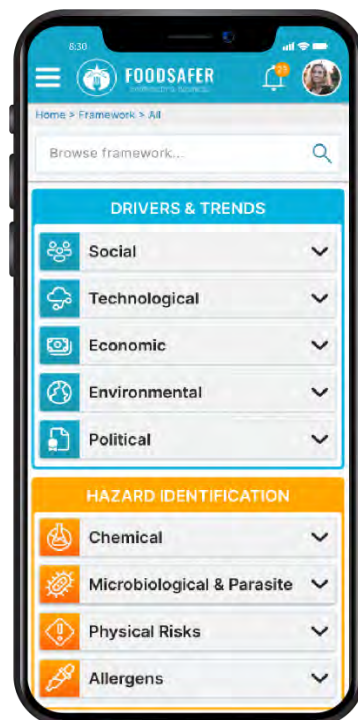 8:30
FOODSAFER
Home > Framework > All
Browse framework...
DRIVERS & TRENDS
Social
Technological
Economic
Environmental
Political
HAZARD IDENTIFICATION
Chemical
Microbiological & Parasite
Physical Risks
Allergens